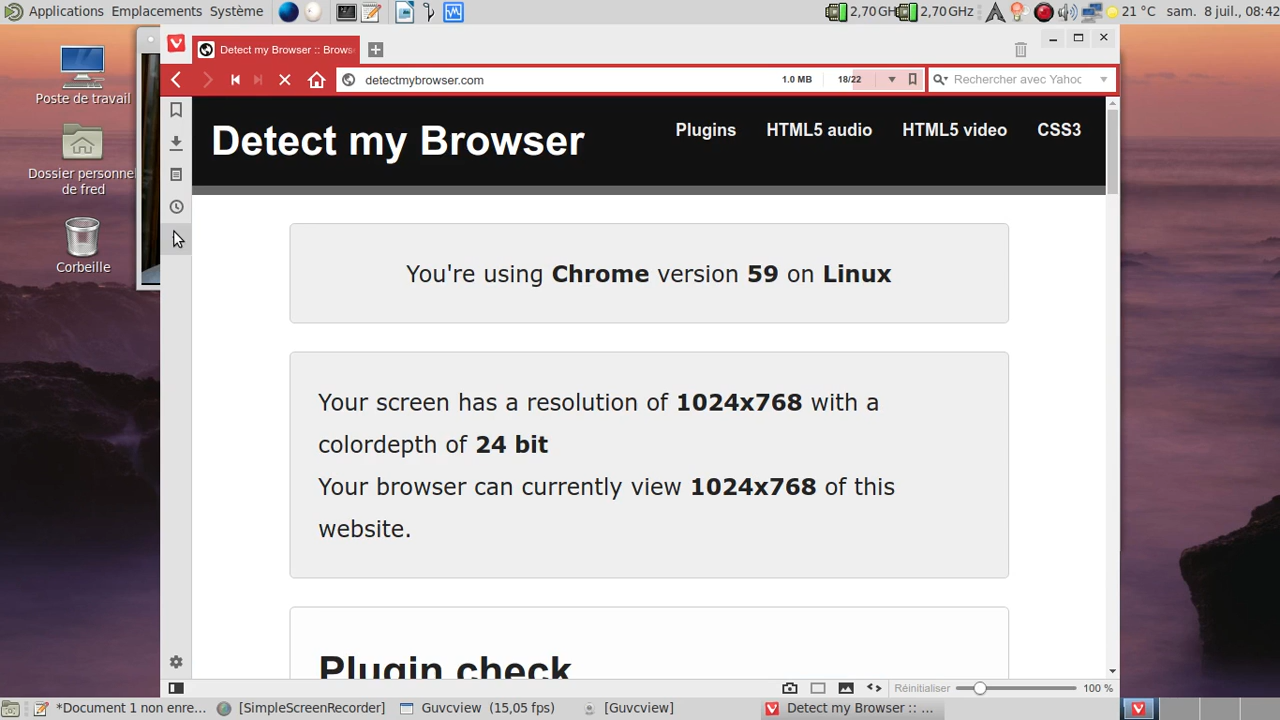 Applications Emplacements Système 2,70 GH 2,70 GHz 21 °C sam. 8 juil., 08:42
Poste de travail
Dossier personne
de fred
Corbeille
Detect my Browser :: Brows
detectmybrowser.com 1.0 MB 18/22 Rechercher avec Yahoo
Detect my Browser
Plugins HTML5 audio HTML5 video CSS3
You're using Chrome version 59 on Linux
Your screen has a resolution of 1024x768 with a
colordepth of 24 bit
Your browser can currently view 1024x768 of this
website.
Plugin check
Réinitialiser 100 %
*Document 1 non enre... [SimpleScreenRecorder] Guvcview (15,05 fps) [Guvcview] Detect my Browser :: ...